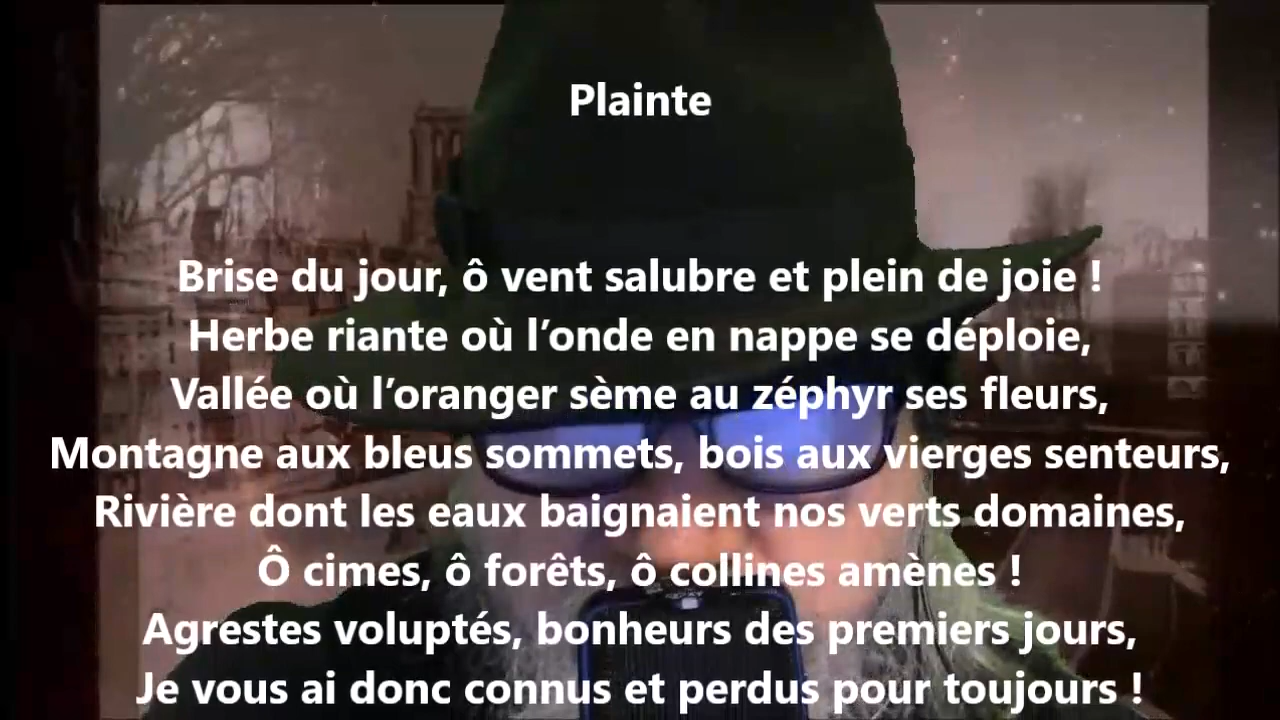 Plainte
Brise du jour, ô vent salubre et plein de joie !
Herbe riante où l’onde en nappe se déploie,
Vallée où l’oranger sème au zéphyr ses fleurs,
Montagne aux bleus sommets, bois aux vierges senteurs,
Rivière dont les eaux baignaient nos verts domaines,
Ô cimes, ô forêts, ô collines amènes !
Agrestes voluptés, bonheurs des premiers jours,
Je vous ai donc connus et perdus pour toujours !